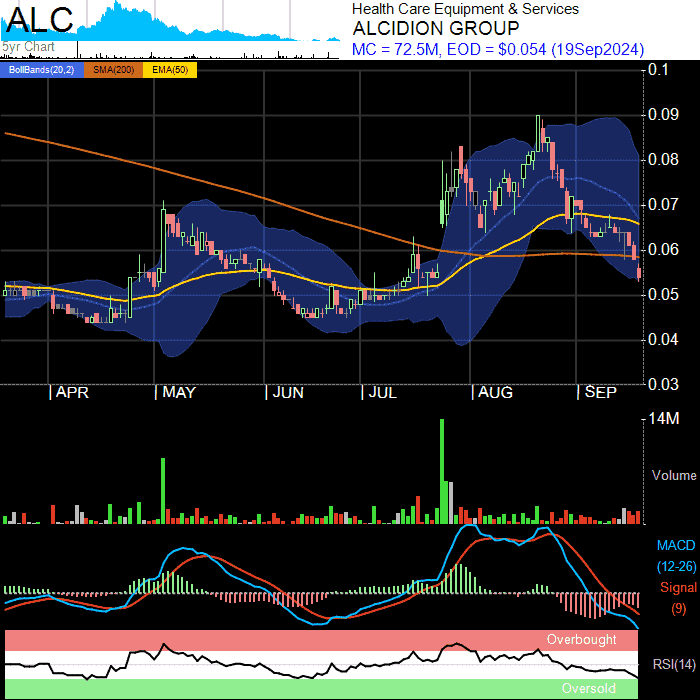 ALC
5yr Chart
Health Care Equipment & Services
ALCIDION GROUP
MC = 72.5M, EOD = $0.054 (19Sep2024)
BollBands(20,2) SMA(200) EMA(50)
0.1
0.09
0.08
0.07
0.06
0.05
0.04
0.03
APR MAY JUN JUL AUG SEP
14M
Volume
MACD
(12-26)
Signal
(9)
Overbought
RSI(14)
Oversold